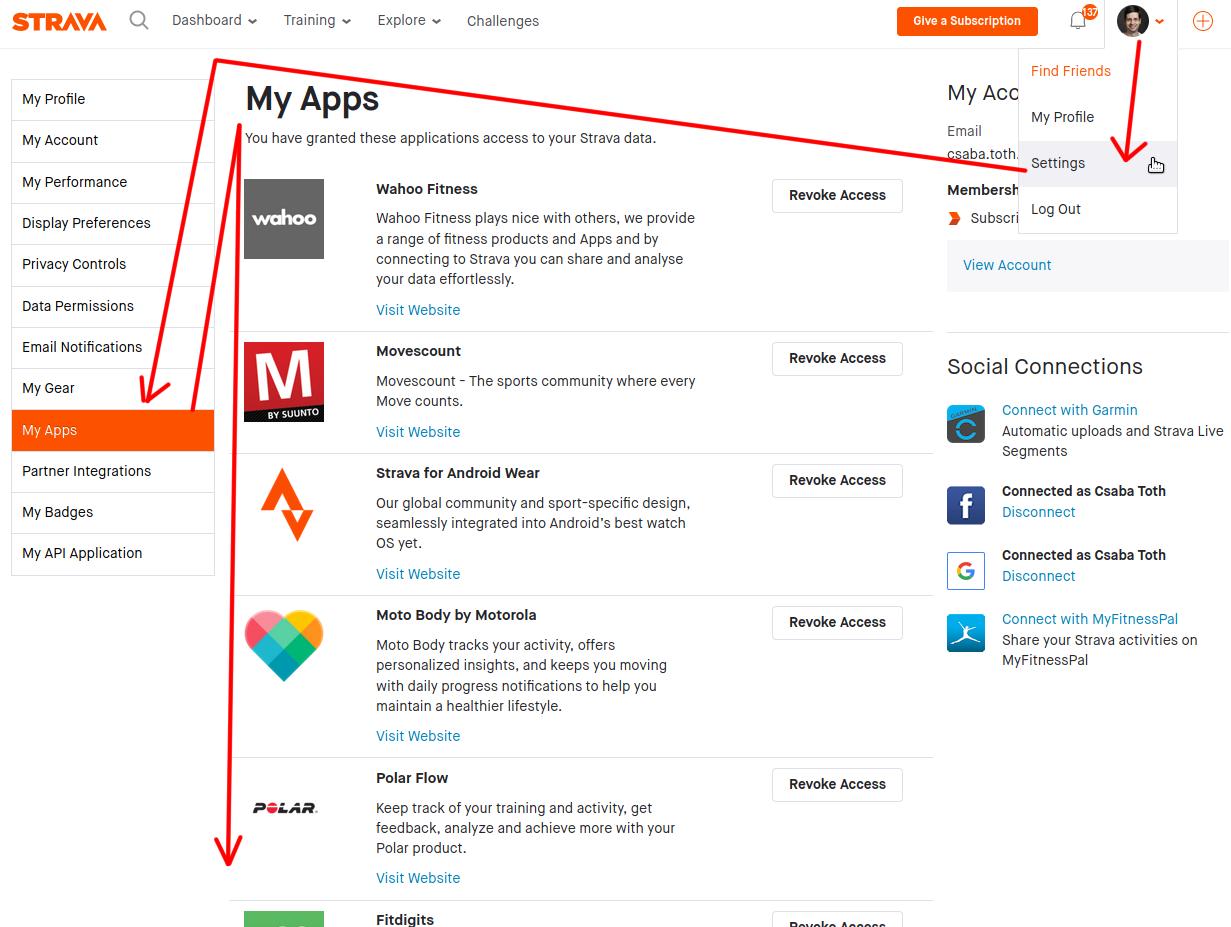 STRAVA
Dashboard
Training
Explore
Challenges
Give a Subscription
137
Find Friends
My Profile
Settings
Log Out
My Profile
My Account
My Performance
Display Preferences
Privacy Controls
Data Permissions
Email Notifications
My Gear
My Apps
Partner Integrations
My Badges
My API Application
My Apps
You have granted these applications access to your Strava data.
wahoo
Wahoo Fitness
Wahoo Fitness plays nice with others, we provide
a range of fitness products and Apps and by
connecting to Strava you can share and analyse
your data effortlessly.
Visit Website
Revoke Access
M
BY SUUNTO
Movescount
Movescount - The sports community where every
Move counts.
Visit Website
Revoke Access
Strava for Android Wear
Our global community and sport-specific design,
seamlessly integrated into Android’s best watch
OS yet.
Visit Website
Revoke Access
Moto Body by Motorola
Moto Body tracks your activity, offers
personalized insights, and keeps you moving
with daily progress notifications to help you
maintain a healthier lifestyle.
Visit Website
Revoke Access
POLAR
Polar Flow
Keep track of your training and activity, get
feedback, analyze and achieve more with your
Polar product.
Visit Website
Revoke Access
Fitdigits
Revoke Access
My Acc
Email
csaba.toth.
Membersh
Subscri
View Account
Social Connections
GARMIN
Connect with Garmin
Automatic uploads and Strava Live
Segments
f
Connected as Csaba Toth
Disconnect
G
Connected as Csaba Toth
Disconnect
Connect with MyFitnessPal
Share your Strava activities on
MyFitnessPal